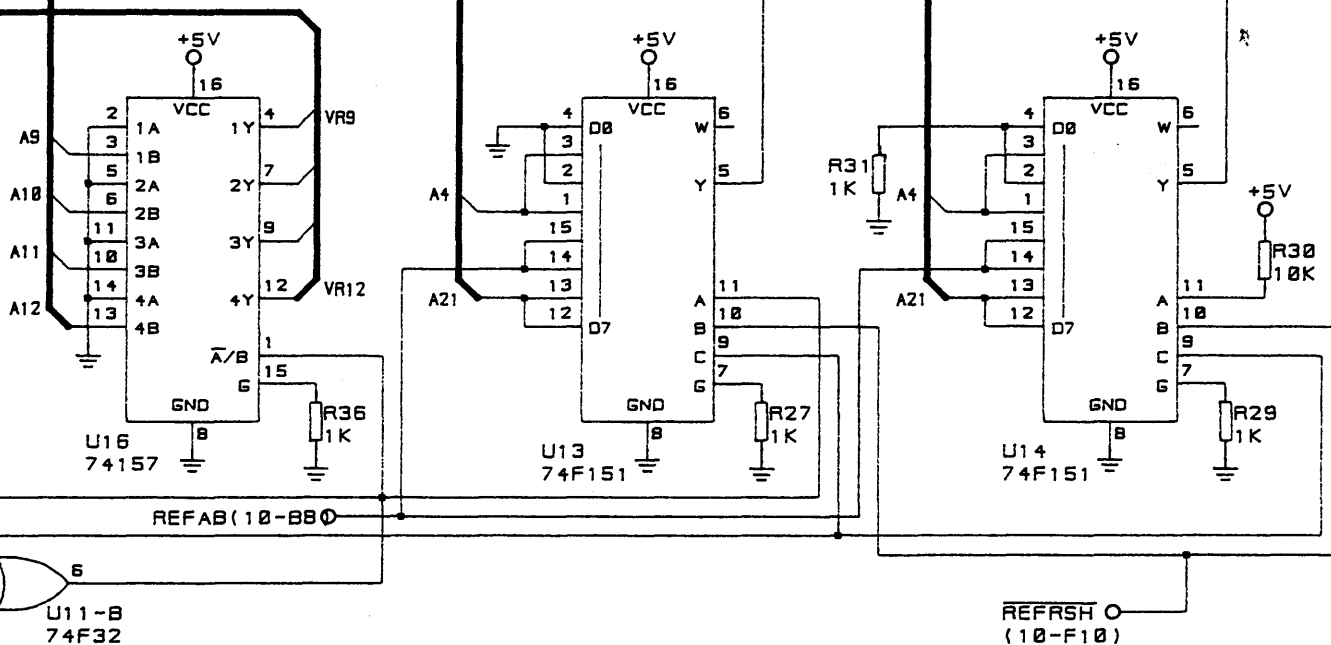 +5V
16
VCC
2
1A
4
1Y
VR9
A9
3
1B
5
2A
7
2Y
A10
6
2B
11
3A
9
3Y
A11
10
3B
14
4A
12
4Y
VR12
A12
13
4B
1
A/B
15
G
GND
8
R36
1K
U16
74157
+5V
16
VCC
4
D0
6
W
3
2
5
Y
A4
1
15
14
A21
13
11
A
12
D7
10
B
9
C
7
G
GND
8
R27
1K
U13
74F151
+5V
16
VCC
4
D0
6
W
3
R31
1K
2
5
Y
A4
1
+5V
15
14
R30
10K
A21
13
11
A
12
D7
10
B
9
C
7
G
GND
8
R29
1K
U14
74F151
REFAB(10-B8)
6
U11-B
74F32
REFRSH
(10-F10)